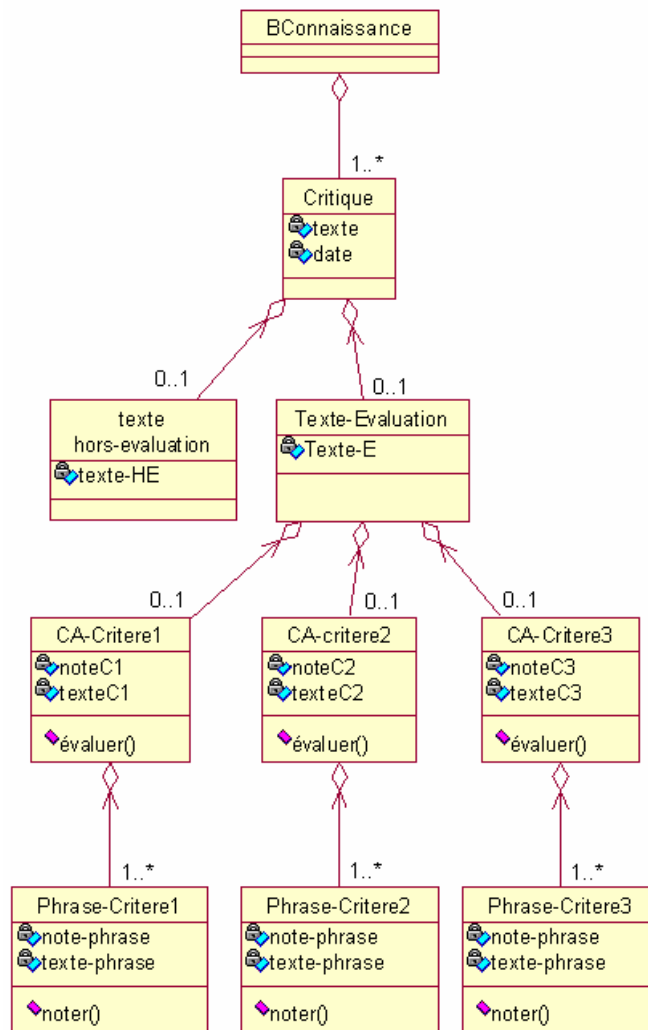 BConnaissance
1..*
Critique
texte
date
0..1
0..1
texte
hors-evaluation
texte-HE
Texte-Evaluation
Texte-E
0..1
0..1
0..1
CA-Critere1
noteC1
texteC1
évaluer()
CA-critere2
noteC2
texteC2
évaluer()
CA-Critere3
noteC3
texteC3
évaluer()
1..*
1..*
1..*
Phrase-Critere1
note-phrase
texte-phrase
noter()
Phrase-Critere2
note-phrase
texte-phrase
noter()
Phrase-Critere3
note-phrase
texte-phrase
noter()